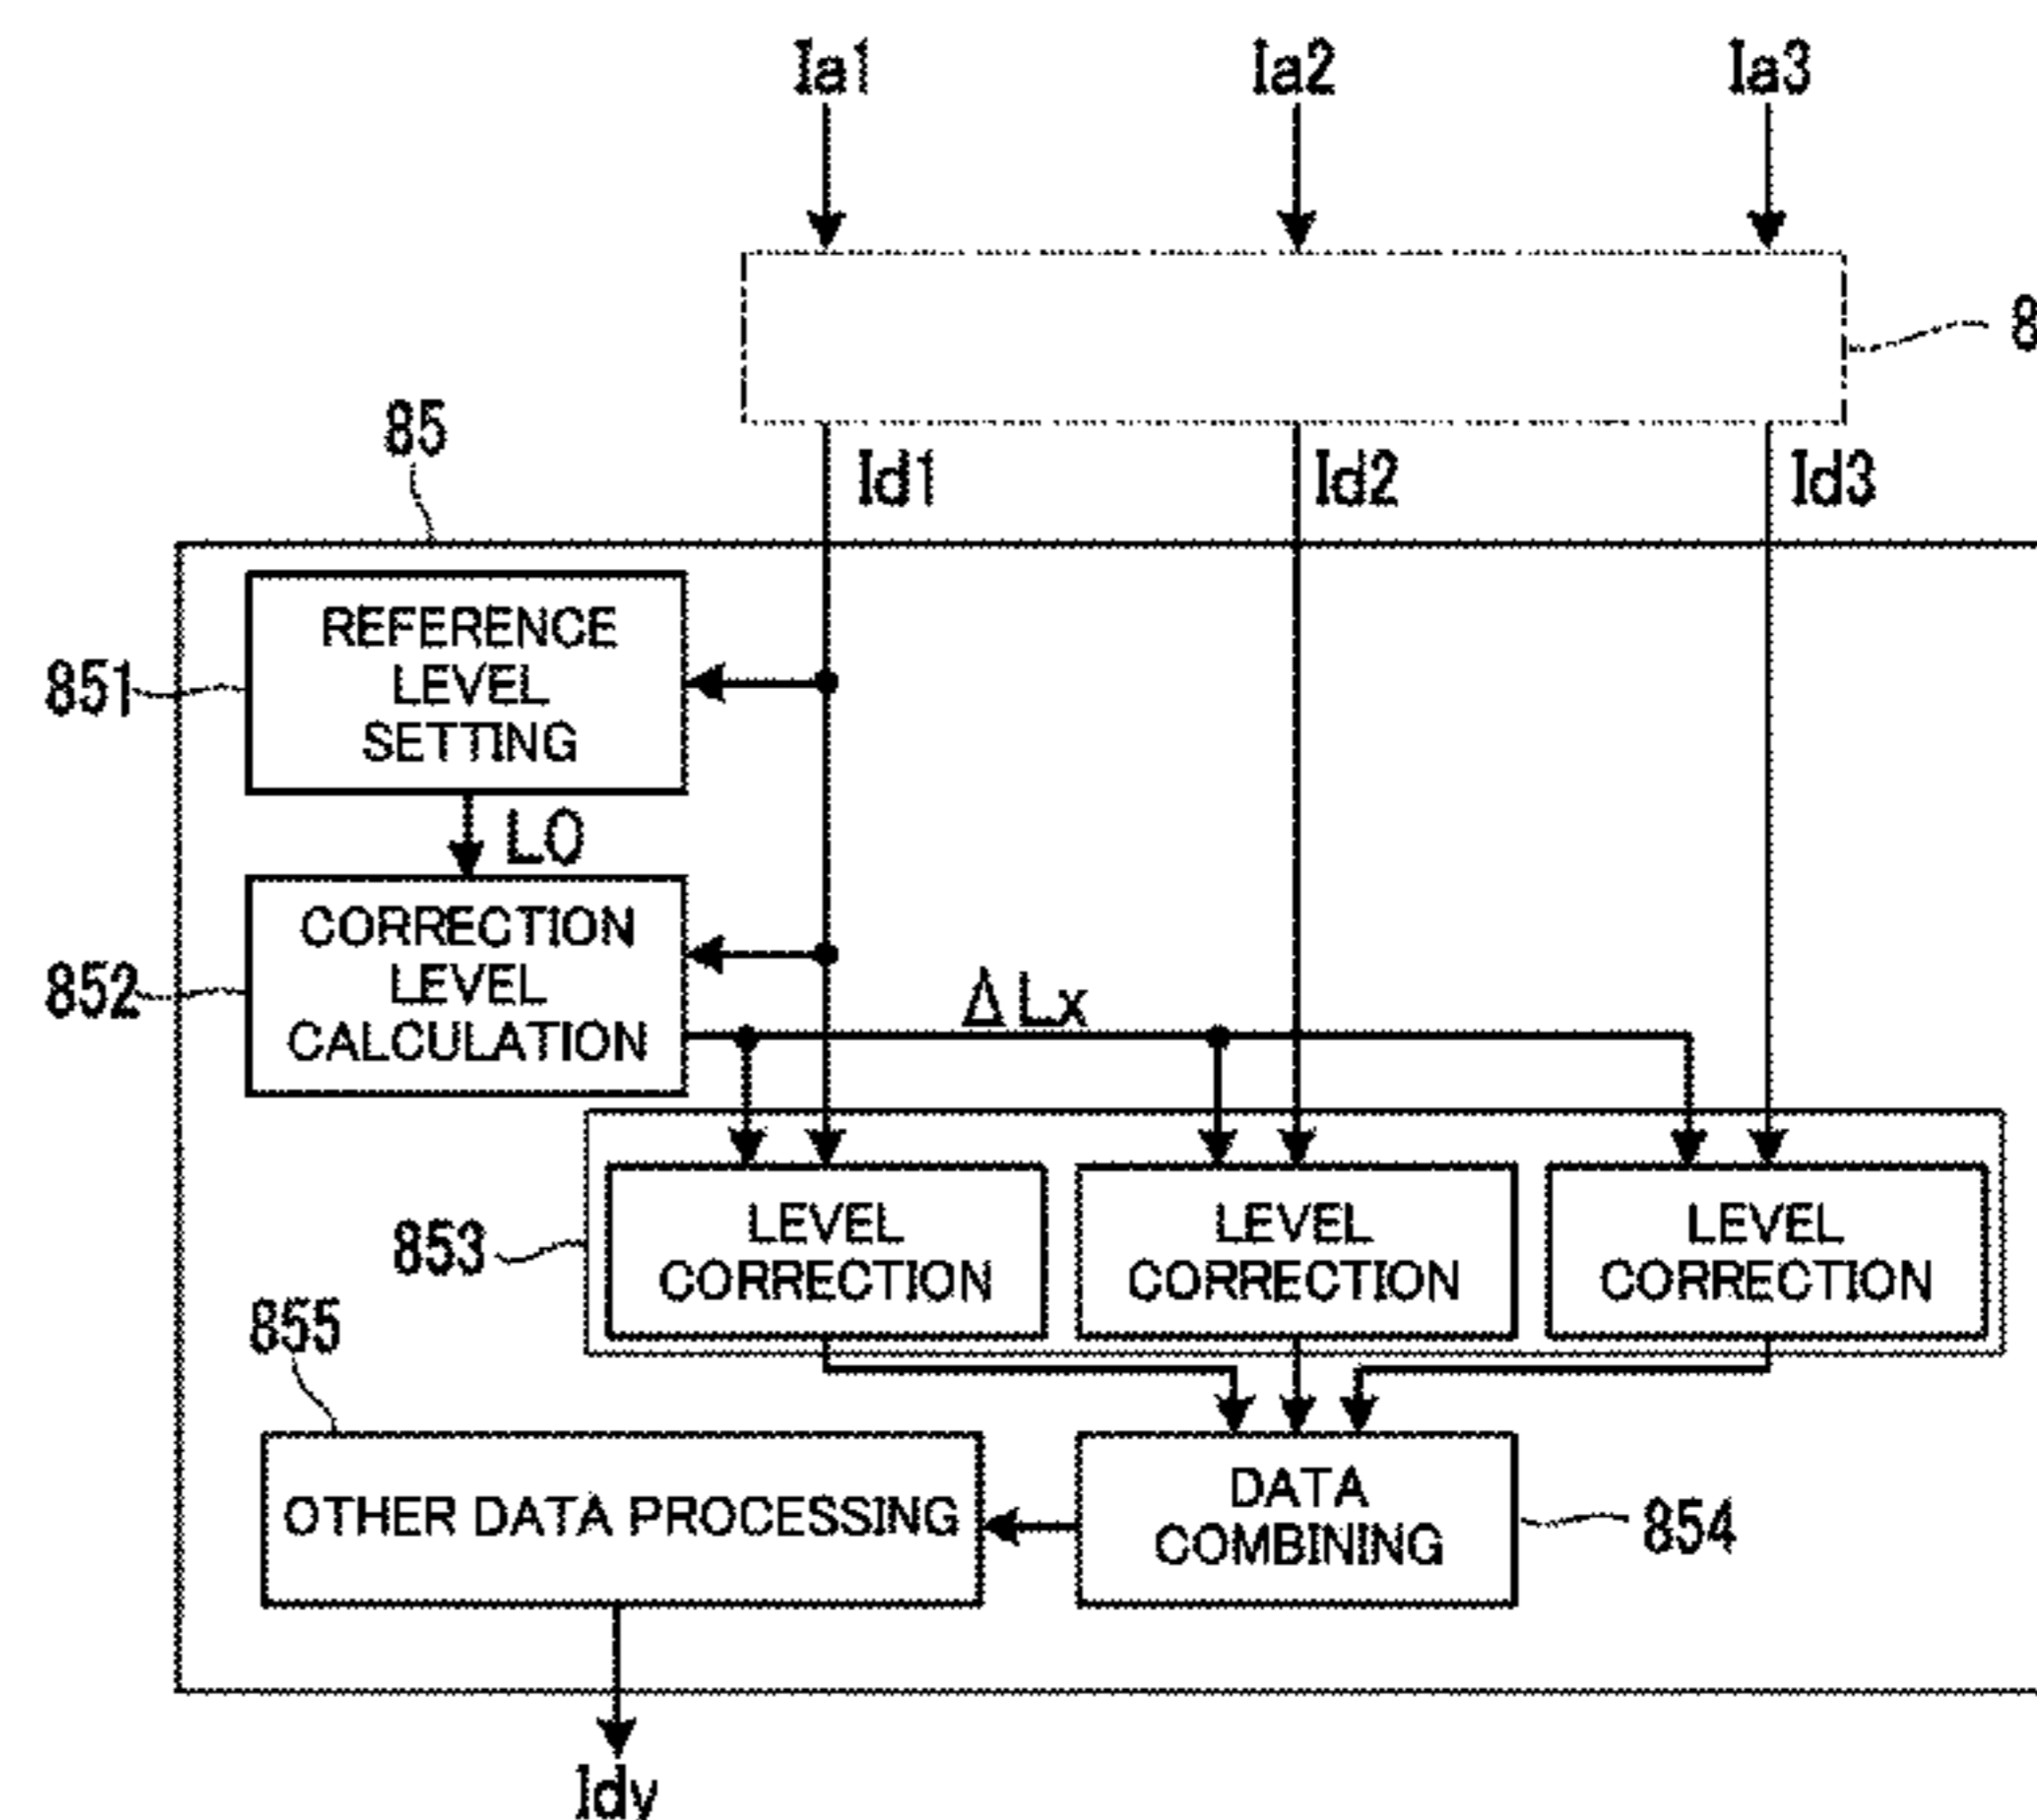 Ia1 Ia2 Ia3
8
85
Id1 Id2 Id3
REFERENCE
LEVEL
SETTING
851
L0
CORRECTION
LEVEL
CALCULATION
852
ΔLx
853
LEVEL
CORRECTION
LEVEL
CORRECTION
LEVEL
CORRECTION
855
OTHER DATA PROCESSING
DATA
COMBINING
854
Idv